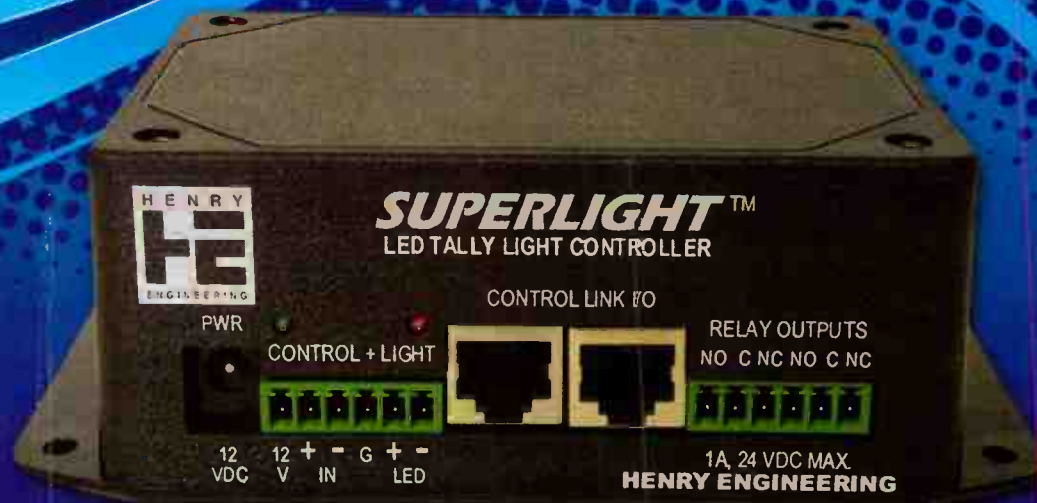 HENRY
HE
ENGINEERING
SUPERLIGHT™
LED TALLY LIGHT CONTROLLER
CONTROL LINK I/O
PWR
CONTROL + LIGHT
RELAY OUTPUTS
NO C NC NO C NC
12 VDC
12 V
+ - IN
G
+ - LED
1A, 24 VDC MAX.
HENRY ENGINEERING